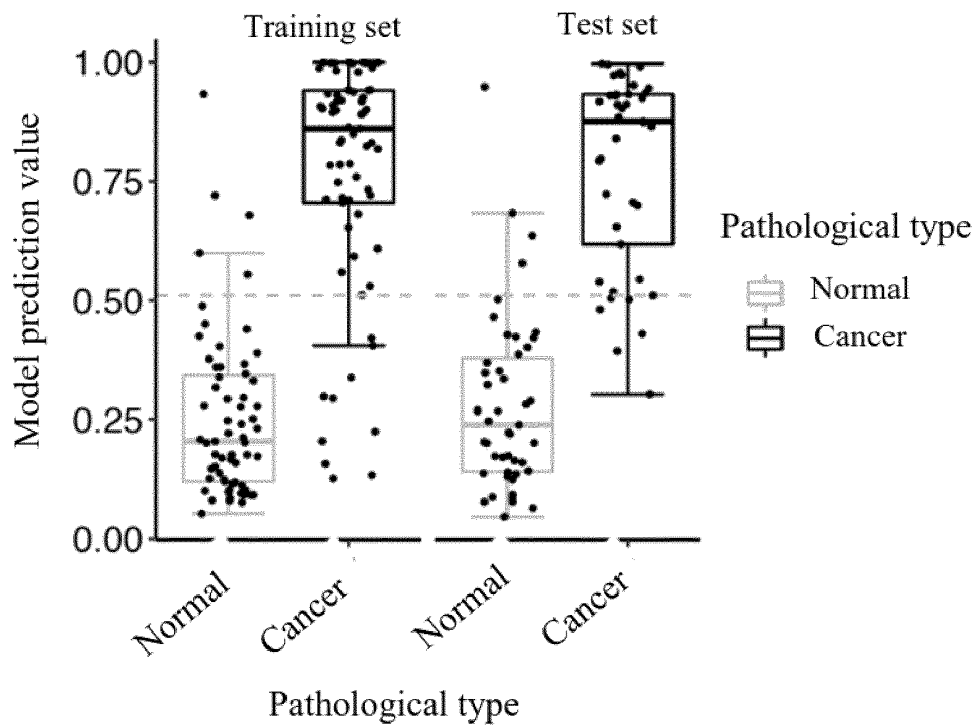 Training set
Test set
Model prediction value
1.00
0.75
0.50
0.25
0.00
Normal
Cancer
Normal
Cancer
Pathological type
Pathological type
Normal
Cancer